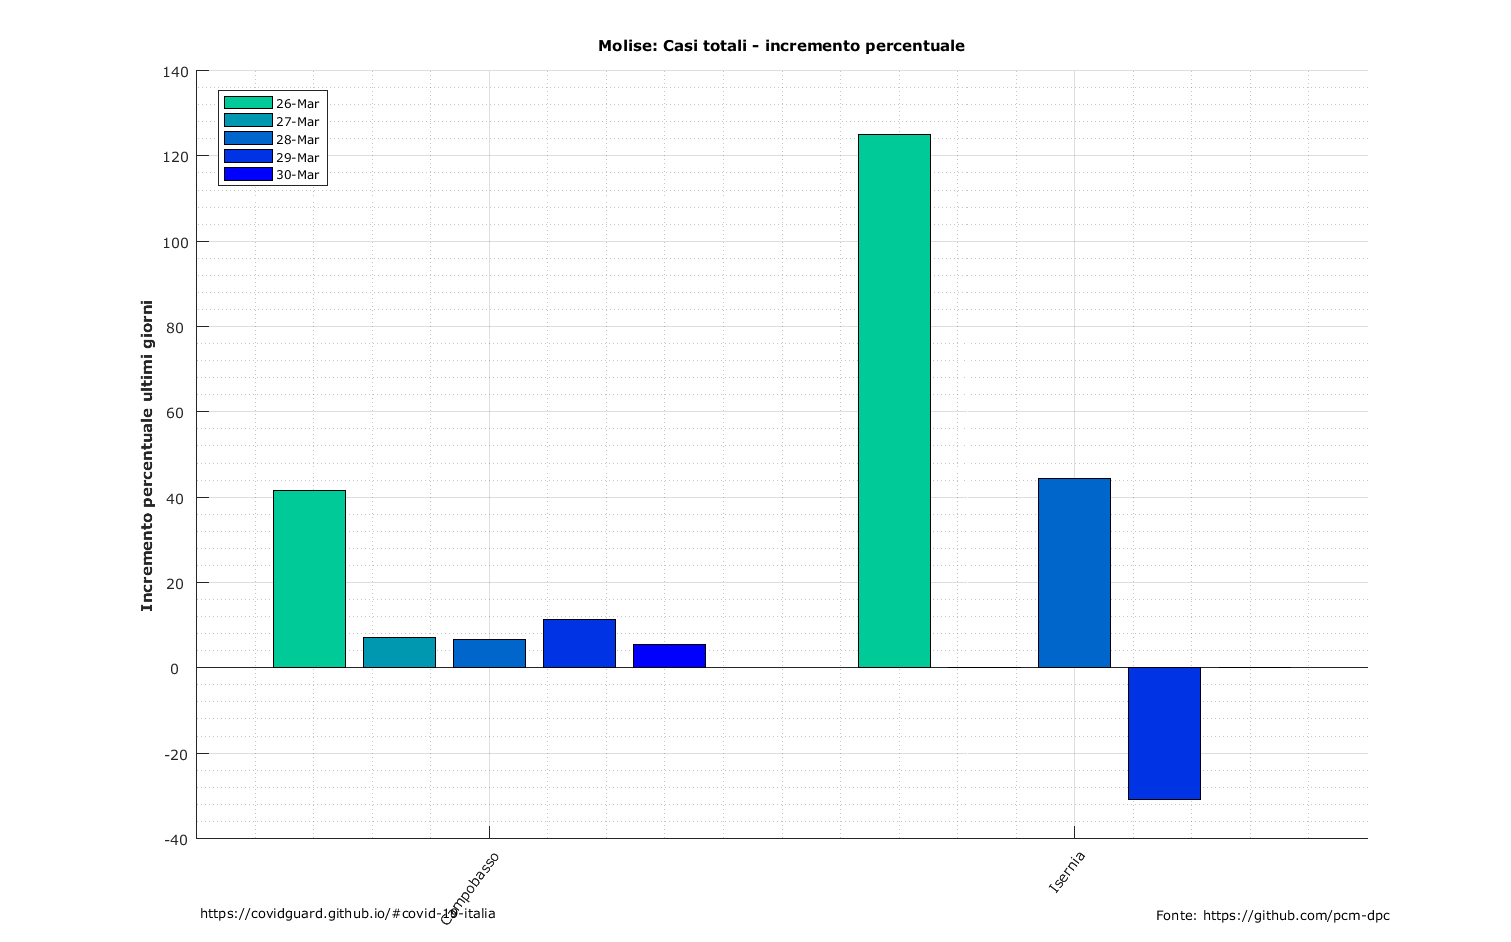 Molise: Casi totali - incremento percentuale
140
120
100
80
60
40
20
0
-20
-40
Incremento percentuale ultimi giorni
26-Mar
27-Mar
28-Mar
29-Mar
30-Mar
Campobasso
Isernia
https://covidguard.github.io/#covid-19-italia
Fonte: https://github.com/pcm-dpc